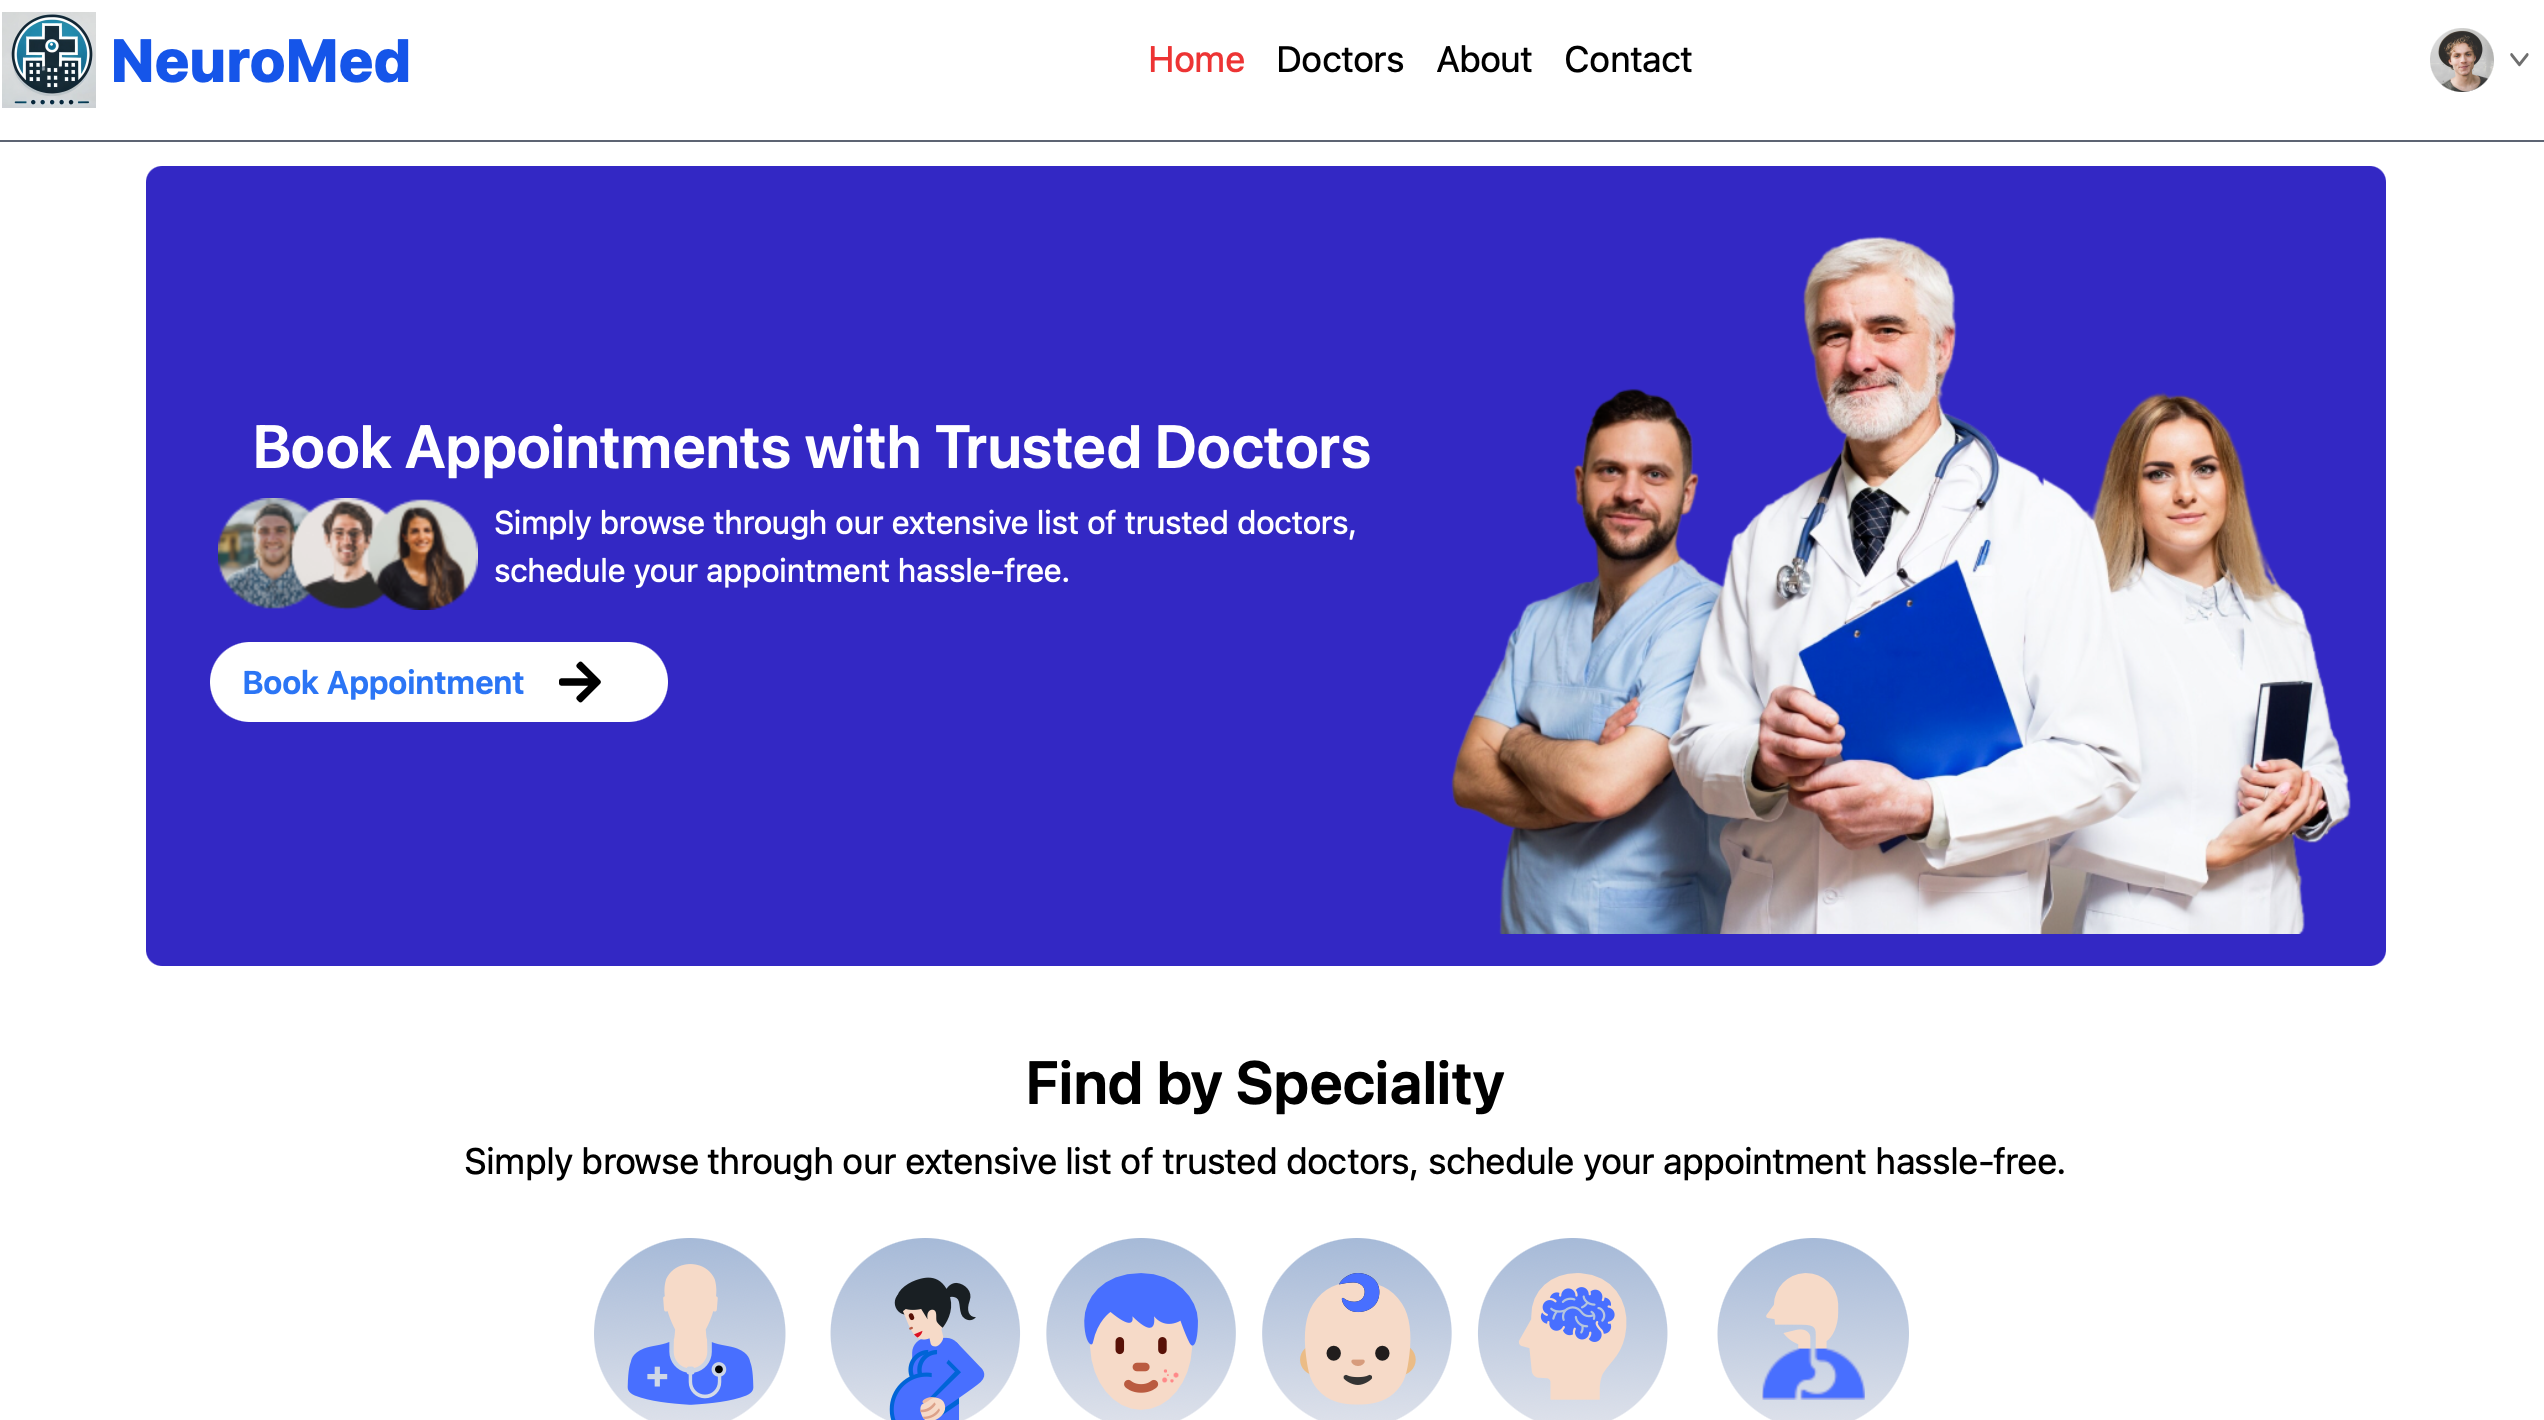 NeuroMed
Home Doctors About Contact
Book Appointments with Trusted Doctors
Simply browse through our extensive list of trusted doctors,
schedule your appointment hassle-free.
Book Appointment
Find by Speciality
Simply browse through our extensive list of trusted doctors, schedule your appointment hassle-free.